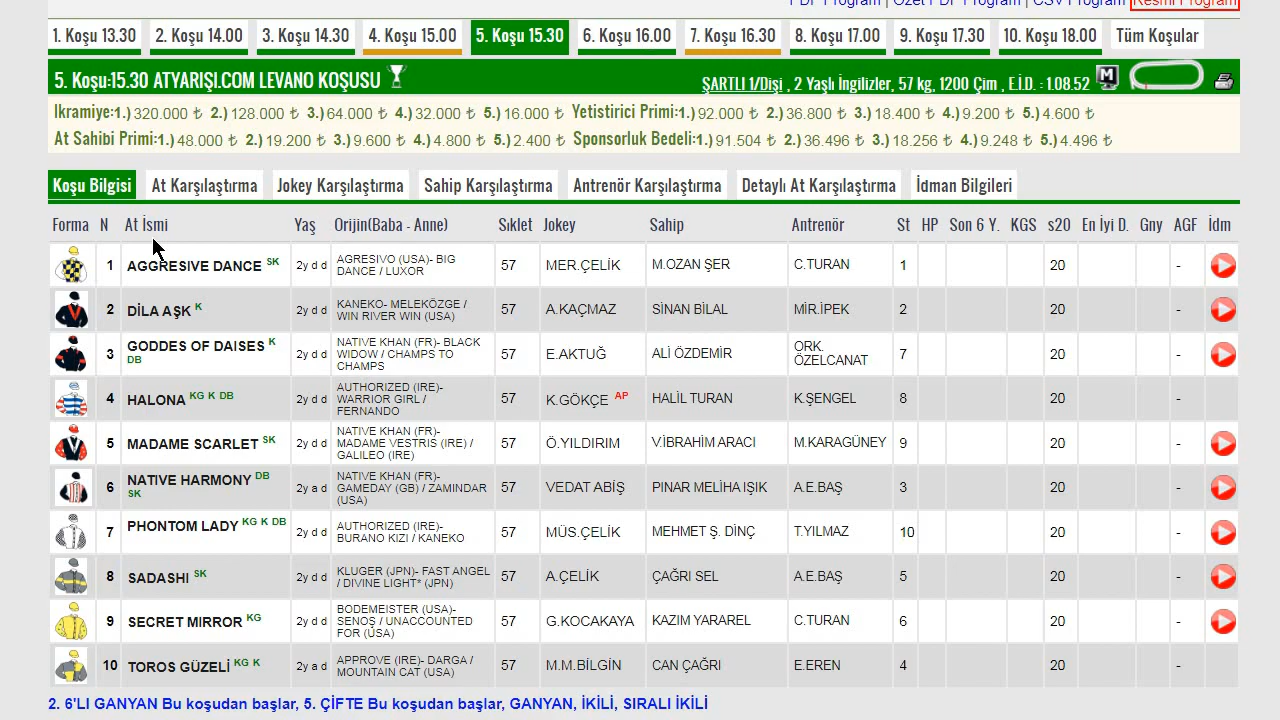 PDF Program | Özet PDF Program | CSV Program Resmi Program
1. Koşu 13.30 2. Koşu 14.00 3. Koşu 14.30 4. Koşu 15.00 5. Koşu 15.30 6. Koşu 16.00 7. Koşu 16.30 8. Koşu 17.00 9. Koşu 17.30 10. Koşu 18.00 Tüm Koşular
5. Koşu:15.30 ATYARIŞI.COM LEVANO KOŞUSU ŞARTLI 1/Dişi , 2 Yaşlı İngilizler, 57 kg, 1200 Çim , E.İ.D. : 1.08.52 M
Ikramiye:1.) 320.000 ₺ 2.) 128.000 ₺ 3.) 64.000 ₺ 4.) 32.000 ₺ 5.) 16.000 ₺ Yetistirici Primi:1.) 92.000 ₺ 2.) 36.800 ₺ 3.) 18.400 ₺ 4.) 9.200 ₺ 5.) 4.600 ₺
At Sahibi Primi:1.) 48.000 ₺ 2.) 19.200 ₺ 3.) 9.600 ₺ 4.) 4.800 ₺ 5.) 2.400 ₺ Sponsorluk Bedeli:1.) 91.504 ₺ 2.) 36.496 ₺ 3.) 18.256 ₺ 4.) 9.248 ₺ 5.) 4.496 ₺
Koşu Bilgisi At Karşılaştırma Jokey Karşılaştırma Sahip Karşılaştırma Antrenör Karşılaştırma Detaylı At Karşılaştırma İdman Bilgileri
Forma N At İsmi Yaş Orijin(Baba - Anne) Sıklet Jokey Sahip Antrenör St HP Son 6 Y. KGS s20 En İyi D. Gny AGF İdm
1 AGGRESIVE DANCE SK 2y d d AGRESIVO (USA)- BIG
DANCE / LUXOR 57 MER.ÇELİK M.OZAN ŞER C.TURAN 1 20 -
2 DİLA AŞK K 2y d d KANEKO- MELEKÖZGE /
WIN RIVER WIN (USA) 57 A.KAÇMAZ SİNAN BİLAL MİR.İPEK 2 20 -
3 GODDES OF DAISES K
DB 2y d d NATIVE KHAN (FR)- BLACK
WIDOW / CHAMPS TO
CHAMPS 57 E.AKTUĞ ALİ ÖZDEMİR ORK.
ÖZELCANAT 7 20 -
4 HALONA KG K DB 2y d d AUTHORIZED (IRE)-
WARRIOR GIRL /
FERNANDO 57 K.GÖKÇE AP HALİL TURAN K.ŞENGEL 8 20 -
5 MADAME SCARLET SK 2y d d NATIVE KHAN (FR)-
MADAME VESTRIS (IRE) /
GALILEO (IRE) 57 Ö.YILDIRIM V.İBRAHİM ARACI M.KARAGÜNEY 9 20 -
6 NATIVE HARMONY DB
SK 2y a d NATIVE KHAN (FR)-
GAMEDAY (GB) / ZAMINDAR
(USA) 57 VEDAT ABİŞ PINAR MELİHA IŞIK A.E.BAŞ 3 20 -
7 PHONTOM LADY KG K DB 2y d d AUTHORIZED (IRE)-
BURANO KIZI / KANEKO 57 MÜS.ÇELİK MEHMET Ş. DİNÇ T.YILMAZ 10 20 -
8 SADASHI SK 2y d d KLUGER (JPN)- FAST ANGEL
/ DIVINE LIGHT* (JPN) 57 A.ÇELİK ÇAĞRI SEL A.E.BAŞ 5 20 -
9 SECRET MIRROR KG 2y d d BODEMEISTER (USA)-
SENOŞ / UNACCOUNTED
FOR (USA) 57 G.KOCAKAYA KAZIM YARAREL C.TURAN 6 20 -
10 TOROS GÜZELİ KG K 2y a d APPROVE (IRE)- DARGA /
MOUNTAIN CAT (USA) 57 M.M.BİLGİN CAN ÇAĞRI E.EREN 4 20 -
2. 6'LI GANYAN Bu koşudan başlar, 5. ÇİFTE Bu koşudan başlar, GANYAN, İKİLİ, SIRALI İKİLİ